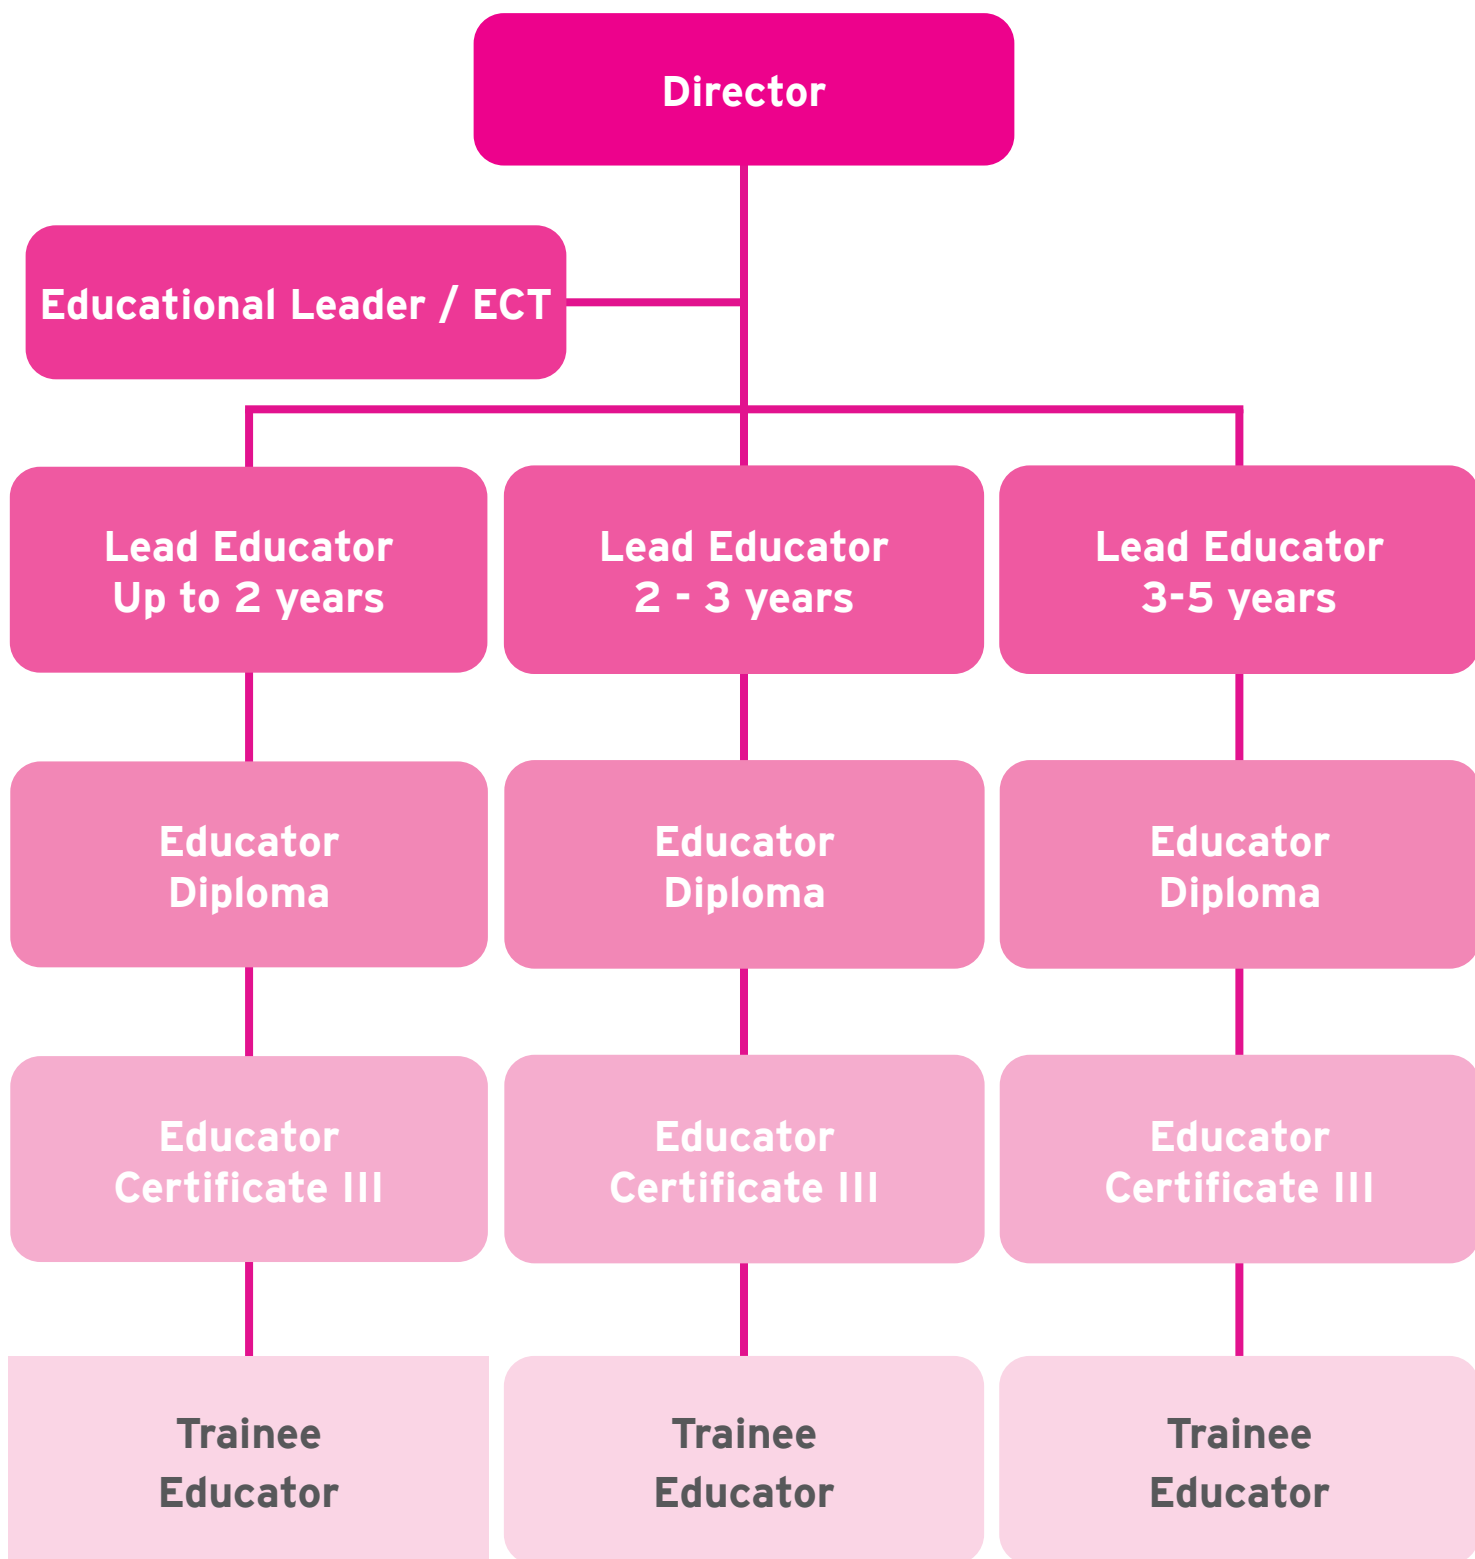 Director
Educational Leader / ECT
Lead Educator
Up to 2 years
Lead Educator
2 - 3 years
Lead Educator
3-5 years
Educator
Diploma
Educator
Diploma
Educator
Diploma
Educator
Certificate III
Educator
Certificate III
Educator
Certificate III
Trainee
Educator
Trainee
Educator
Trainee
Educator